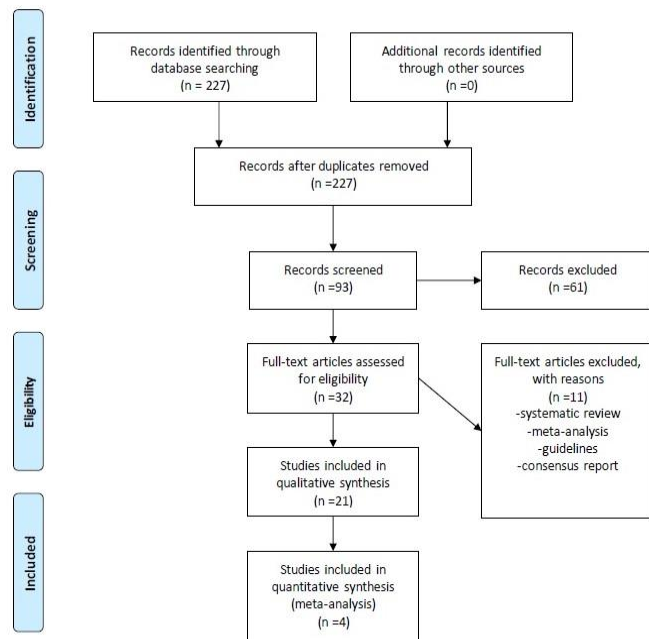 Identification
Records identified through
database searching
(n = 227)
Additional records identified
through other sources
(n =0)
Records after duplicates removed
(n =227)
Screening
Records screened
(n =93)
Records excluded
(n =61)
Eligibility
Full-text articles assessed
for eligibility
(n =32)
Full-text articles excluded,
with reasons
(n =11)
-systematic review
-meta-analysis
-guidelines
-consensus report
Studies included in
qualitative synthesis
(n =21)
Included
Studies included in
quantitative synthesis
(meta-analysis)
(n =4)